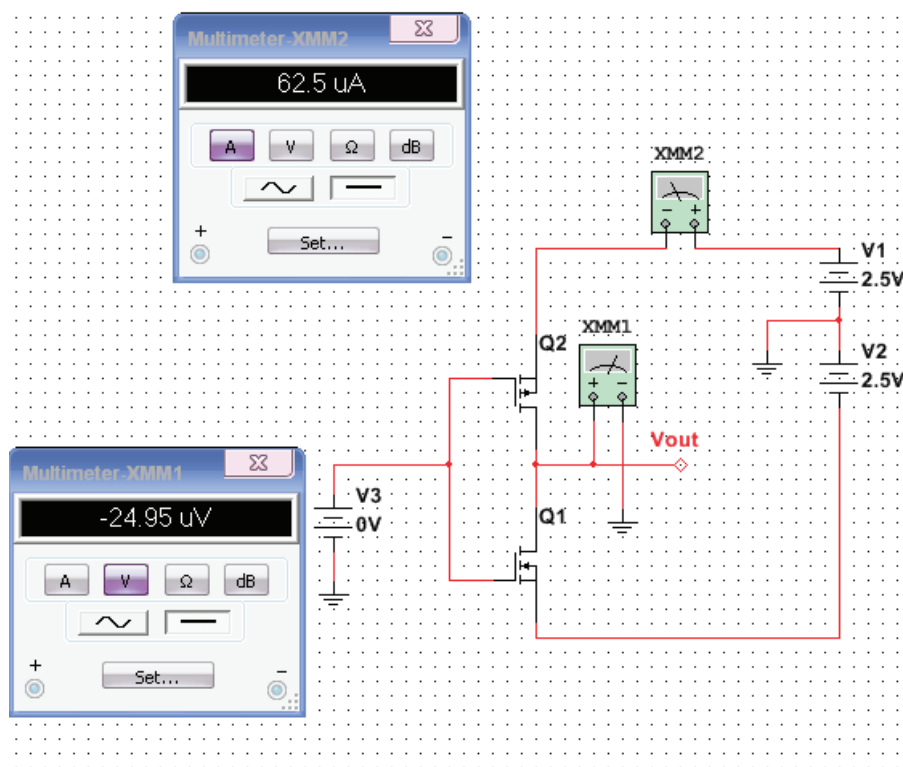 Multimeter-XMM2
62.5 uA
A V Ω dB
+ -
Set...
XMM2
- +
V1
2.5V
XMM1
+ -
Q2
V2
2.5V
Vout
Multimeter-XMM1
-24.95 uV
A V Ω dB
+ -
Set...
V3
0V
Q1